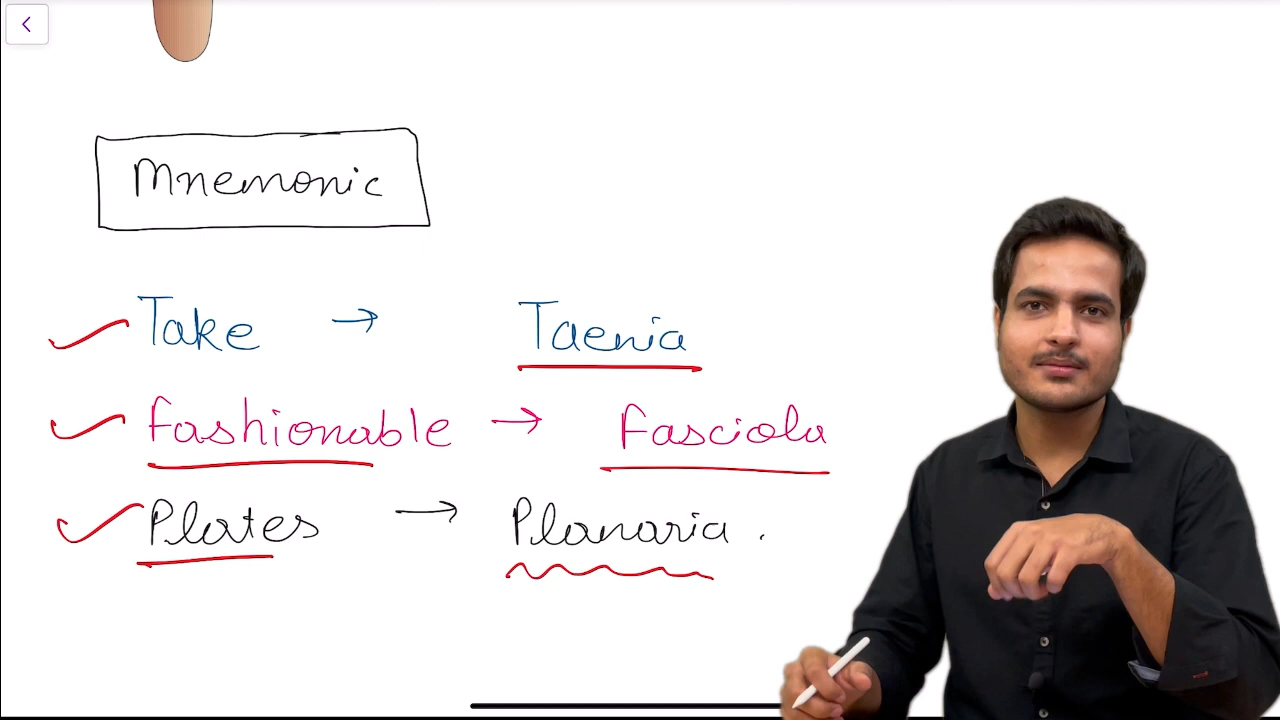 Mnemonic
Take → Taenia
Fashionable → Fasciola
Plates → Planaria .